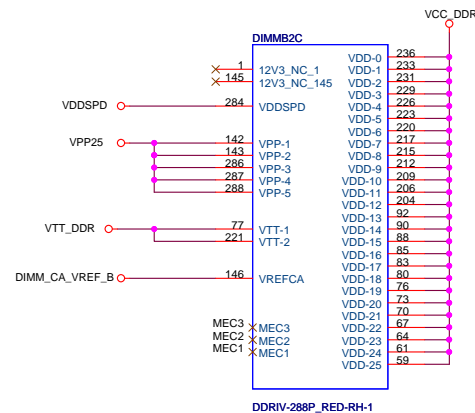 VCC_DDR
DIMMB2C
1 12V3_NC_1 VDD-0 236
145 12V3_NC_145 VDD-1 233
VDD-2 231
VDD-3 229
VDDSPD 284 VDDSPD VDD-4 226
VDD-5 223
VDD-6 220
VPP25 142 VPP-1 VDD-7 217
143 VPP-2 VDD-8 215
286 VPP-3 VDD-9 212
287 VPP-4 VDD-10 209
288 VPP-5 VDD-11 206
VDD-12 204
VDD-13 92
VTT_DDR 77 VTT-1 VDD-14 90
221 VTT-2 VDD-15 88
VDD-16 85
VDD-17 83
DIMM_CA_VREF_B 146 VREFCA VDD-18 80
VDD-19 76
VDD-20 73
VDD-21 70
MEC3 MEC3 VDD-22 67
MEC2 MEC2 VDD-23 64
MEC1 MEC1 VDD-24 61
VDD-25 59
DDRIV-288P_RED-RH-1